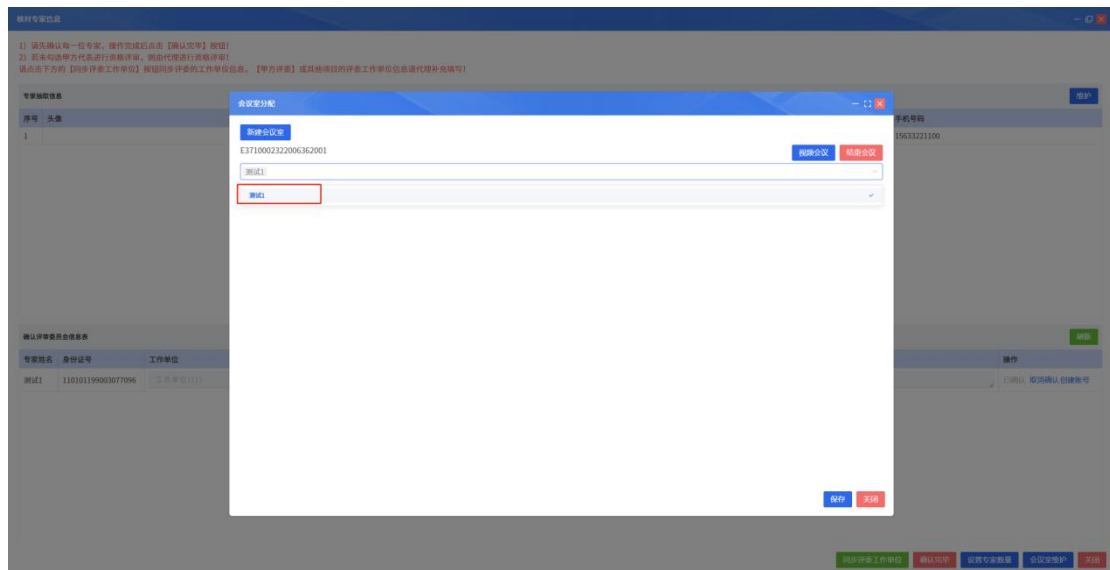 核对专家信息
1）请先确认每一位专家，操作完成后点击【确认完毕】按钮！
2）若未勾选甲方代表进行资格评审，则由代理进行资格评审！
请点击下方的【同步评委工作单位】按钮同步评委的工作单位信息，【甲方评委】或其他项目的评委工作单位信息请代理补充填写！
专家抽取信息
维护
序号 头像
手机号码
1
15633221100
会议室分配
新建会议室
E3710002322006362001
视频会议 结束会议
测试1
测试1
保存 关闭
确认评审委员会信息表
刷新
专家姓名 身份证号 工作单位
操作
测试1 110101199003077096 工作单位(11)
已确认 取消确认 创建账号
同步评委工作单位 确认完毕 设置专家数量 会议室维护 关闭